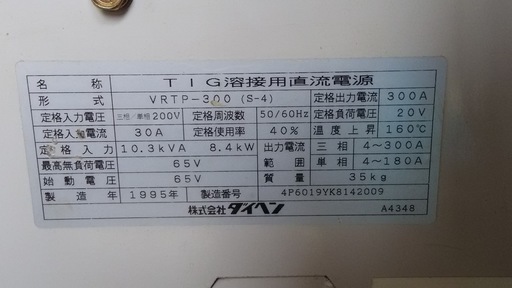 名 称 TIG溶接用直流電源
形 式 VRTP-300 (S-4) 定格出力電流 300A
定格入力電圧 三相/単相 200V 定格周波数 50/60Hz 定格負荷電圧 20V
定格入力電流 30A 定格使用率 40% 温度上昇 160℃
定格入力 10.3kVA 8.4kW 出力電流範囲 三相 4~300A
最高無負荷電圧 65V 単相 4~180A
始動電圧 65V 質量 35kg
製造年 1995年 製造番号 4P6019YK8142009
株式会社ダイヘン A4348